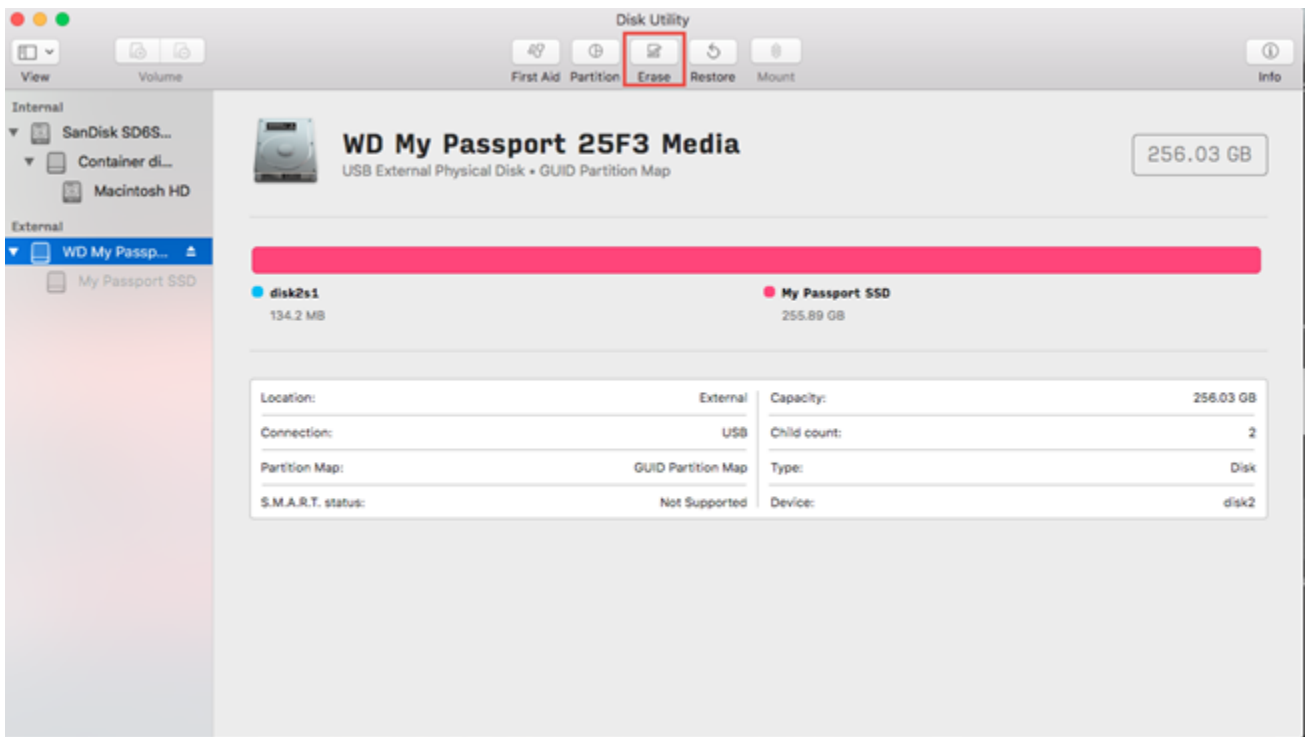 Disk Utility
View Volume First Aid Partition Erase Restore Mount Info
Internal
SanDisk SD6S...
Container di...
Macintosh HD
External
WD My Passp...
My Passport SSD
WD My Passport 25F3 Media
USB External Physical Disk • GUID Partition Map
256.03 GB
disk2s1 My Passport SSD
134.2 MB 255.89 GB
Location: External Capacity: 256.03 GB
Connection: USB Child count: 2
Partition Map: GUID Partition Map Type: Disk
S.M.A.R.T. status: Not Supported Device: disk2